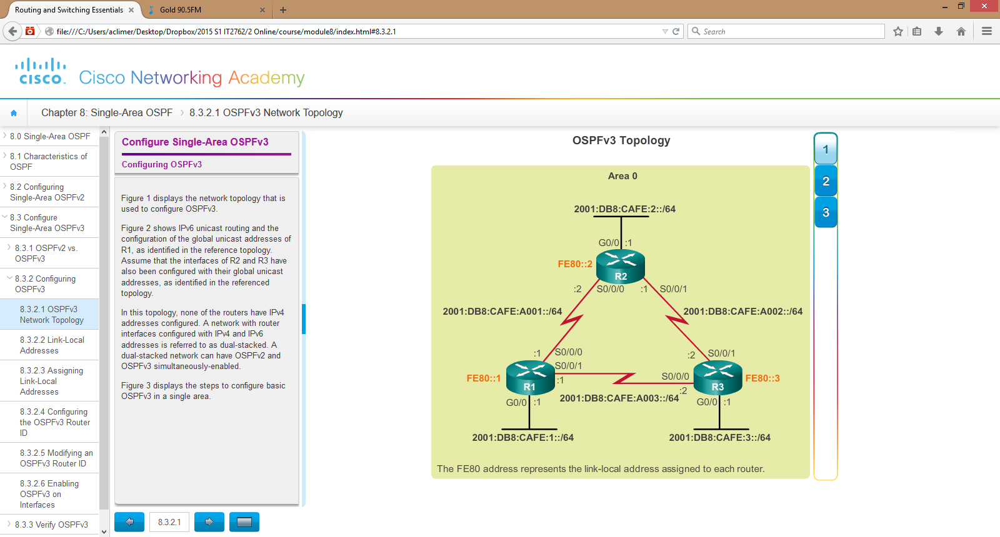 Routing and Switching Essentials
Gold 90.5FM
file:///C:/Users/aclimer/Desktop/Dropbox/2015 S1 IT2762/2 Online/course/module8/index.html#8.3.2.1
Search
CISCO.
Cisco Networking Academy
Chapter 8: Single-Area OSPF
8.3.2.1 OSPFv3 Network Topology
8.0 Single-Area OSPF
8.1 Characteristics of
OSPF
8.2 Configuring
Single-Area OSPFv2
8.3 Configure
Single-Area OSPFv3
8.3.1 OSPFv2 vs.
OSPFv3
8.3.2 Configuring
OSPFv3
8.3.2.1 OSPFv3
Network Topology
8.3.2.2 Link-Local
Addresses
8.3.2.3 Assigning
Link-Local
Addresses
8.3.2.4 Configuring
the OSPFv3 Router
ID
8.3.2.5 Modifying an
OSPFv3 Router ID
8.3.2.6 Enabling
OSPFv3 on
Interfaces
8.3.3 Verify OSPFv3
Configure Single-Area OSPFv3
Configuring OSPFv3
Figure 1 displays the network topology that is
used to configure OSPFv3.
Figure 2 shows IPv6 unicast routing and the
configuration of the global unicast addresses of
R1, as identified in the reference topology.
Assume that the interfaces of R2 and R3 have
also been configured with their global unicast
addresses, as identified in the referenced
topology.
In this topology, none of the routers have IPv4
addresses configured. A network with router
interfaces configured with IPv4 and IPv6
addresses is referred to as dual-stacked. A
dual-stacked network can have OSPFv2 and
OSPFv3 simultaneously-enabled.
Figure 3 displays the steps to configure basic
OSPFv3 in a single area.
8.3.2.1
OSPFv3 Topology
Area 0
2001:DB8:CAFE:2::/64
G0/0 :1
FE80::2
R2
:2 S0/0/0 :1 S0/0/1
2001:DB8:CAFE:A001::/64
2001:DB8:CAFE:A002::/64
:1 S0/0/0
:2 S0/0/1
S0/0/1
FE80::1
R1
:1
S0/0/0
R3
FE80::3
:2
2001:DB8:CAFE:A003::/64
G0/0 :1
G0/0 :1
2001:DB8:CAFE:1::/64
2001:DB8:CAFE:3::/64
The FE80 address represents the link-local address assigned to each router.
1
2
3